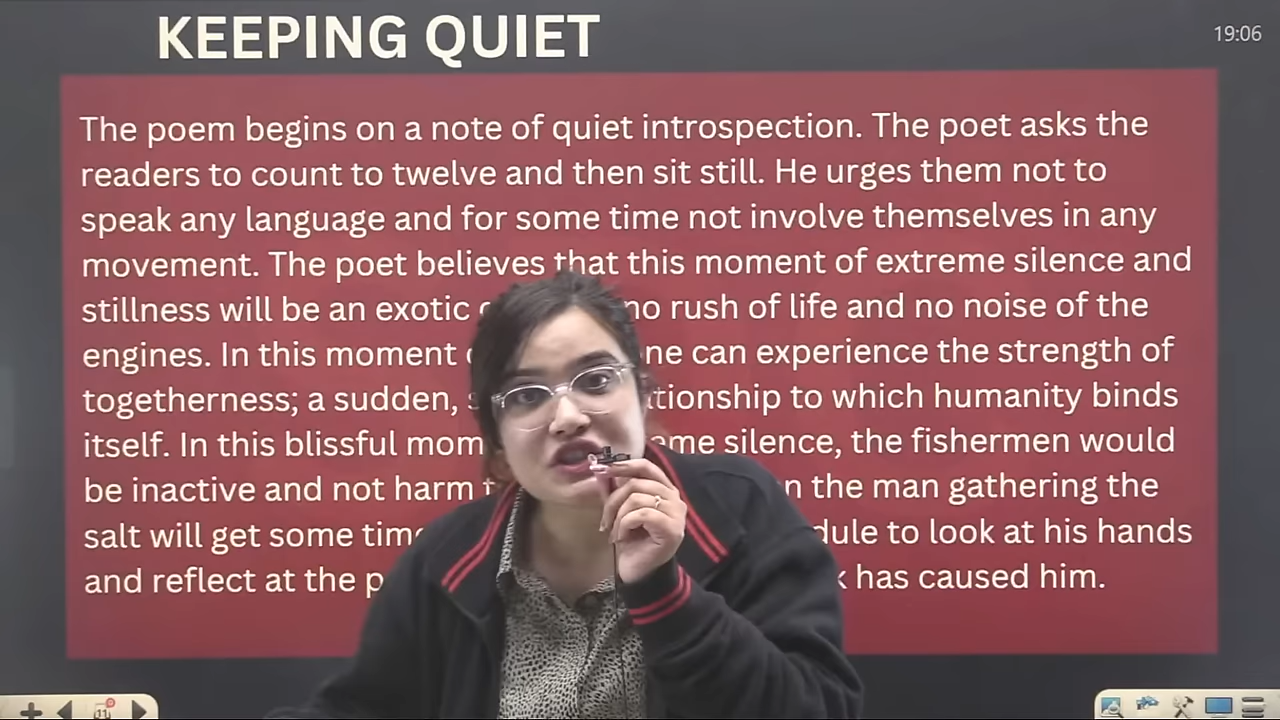 KEEPING QUIET
19:06
The poem begins on a note of quiet introspection. The poet asks the
readers to count to twelve and then sit still. He urges them not to
speak any language and for some time not involve themselves in any
movement. The poet believes that this moment of extreme silence and
stillness will be an exotic no rush of life and no noise of the
engines. In this moment can experience the strength of
togetherness; a sudden, to which humanity binds
itself. In this blissful silence, the fishermen would
be inactive and not harm the man gathering the
salt will get some to look at his hands
and reflect at the has caused him.
11